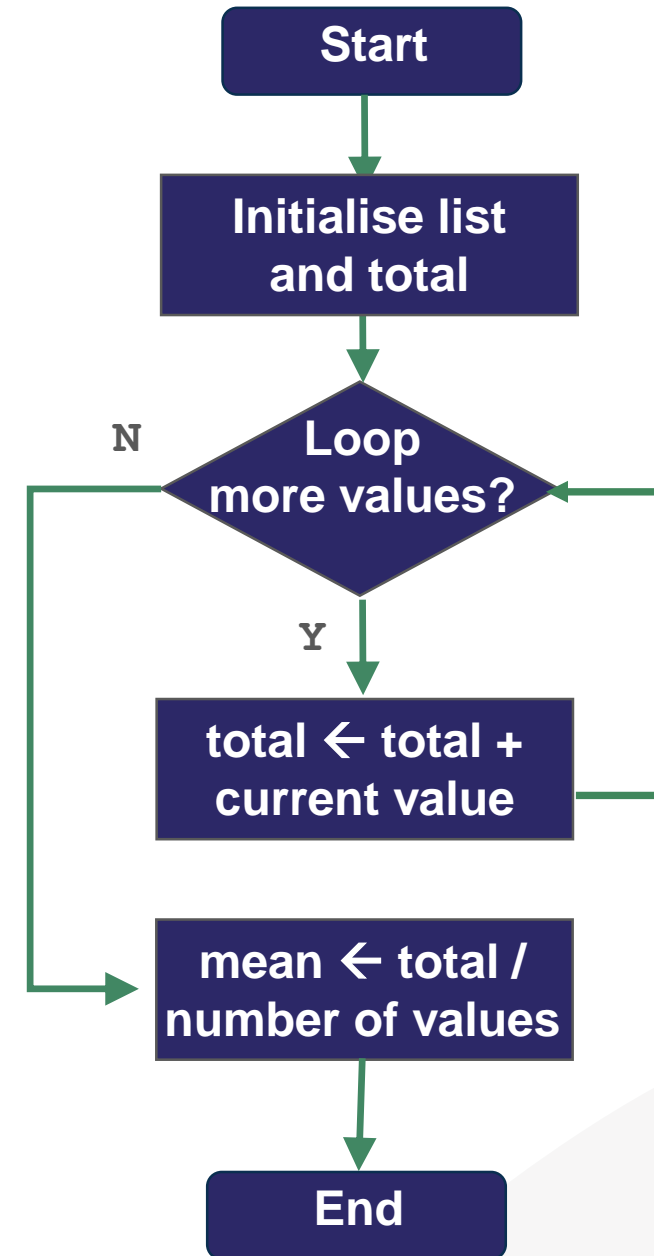 Start
Initialise list
and total
N
Loop
more values?
Y
total ← total +
current value
mean ← total /
number of values
End